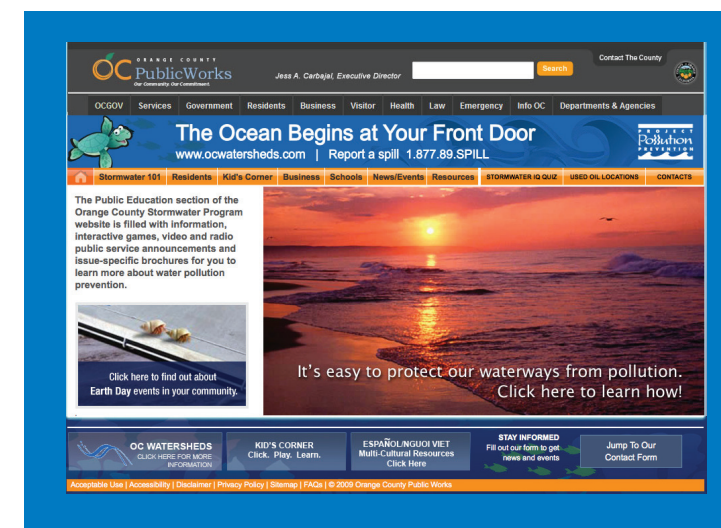 ORANGE COUNTY
OC PublicWorks
Our Community. Our Commitment.
Jess A. Carbajal, Executive Director
Search
Contact The County
OCGOV Services Government Residents Business Visitor Health Law Emergency Info OC Departments & Agencies
The Ocean Begins at Your Front Door
www.ocwatersheds.com | Report a spill 1.877.89.SPILL
PROJECT
Pollution
PREVENTION
Stormwater 101 Residents Kid's Corner Business Schools News/Events Resources STORMWATER IQ QUIZ USED OIL LOCATIONS CONTACTS
The Public Education section of the
Orange County Stormwater Program
website is filled with information,
interactive games, video and radio
public service announcements and
issue-specific brochures for you to
learn more about water pollution
prevention.
Click here to find out about
Earth Day events in your community.
It's easy to protect our waterways from pollution.
Click here to learn how!
OC WATERSHEDS
CLICK HERE FOR MORE
INFORMATION
KID'S CORNER
Click. Play. Learn.
ESPAÑOL/NGUOI VIET
Multi-Cultural Resources
Click Here
STAY INFORMED
Fill out our form to get
news and events
Jump To Our
Contact Form
Acceptable Use | Accessibility | Disclaimer | Privacy Policy | Sitemap | FAQs | © 2009 Orange County Public Works